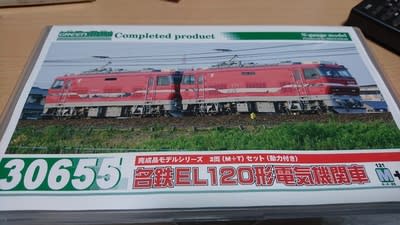 GREENMAX
Completed product
N-gauge model
30655
完成品モデルシリーズ 2両(M+T)セット(動力付き)
名鉄EL120形電気機関車
M+